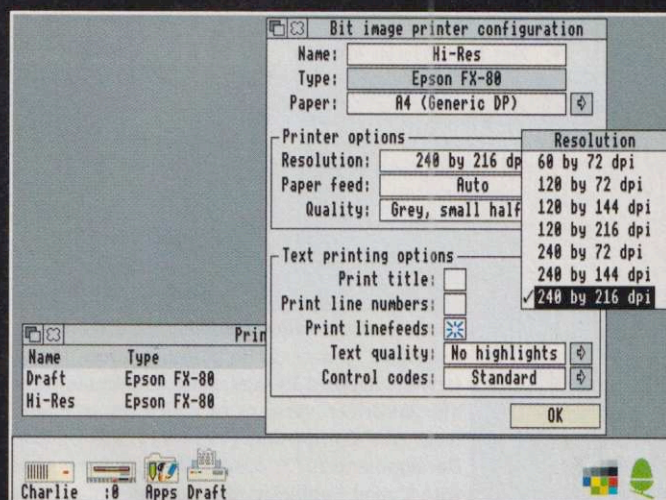 Bit image printer configuration
Name: Hi-Res
Type: Epson FX-80
Paper: A4 (Generic DP)
Printer options
Resolution: 240 by 216 dp
Paper feed: Auto
Quality: Grey, small half
Resolution
60 by 72 dpi
120 by 72 dpi
120 by 144 dpi
120 by 216 dpi
240 by 72 dpi
240 by 144 dpi
✓240 by 216 dpi
Text printing options
Print title:
Print line numbers:
Print linefeeds:
Text quality: No highlights
Control codes: Standard
OK
Prin
Name Type
Draft Epson FX-80
Hi-Res Epson FX-80
Charlie :0 Apps Draft